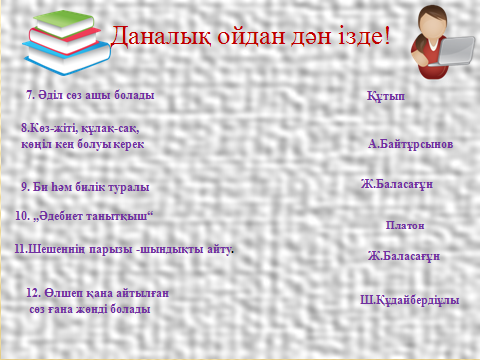 Даналық ойдан дән ізде!
7. Әділ сөз ащы болады
Құтып
8.Көз-жіті, құлақ-сақ,
көңіл кең болуы керек
А.Байтұрсынов
9. Би һәм билік туралы
Ж.Баласағұн
10. „Әдебиет танытқыш“
Платон
11.Шешеннің парызы -шындықты айту.
Ж.Баласағұн
12. Өлшеп қана айтылған
сөз ғана жөнді болады
Ш.Құдайбердіұлы